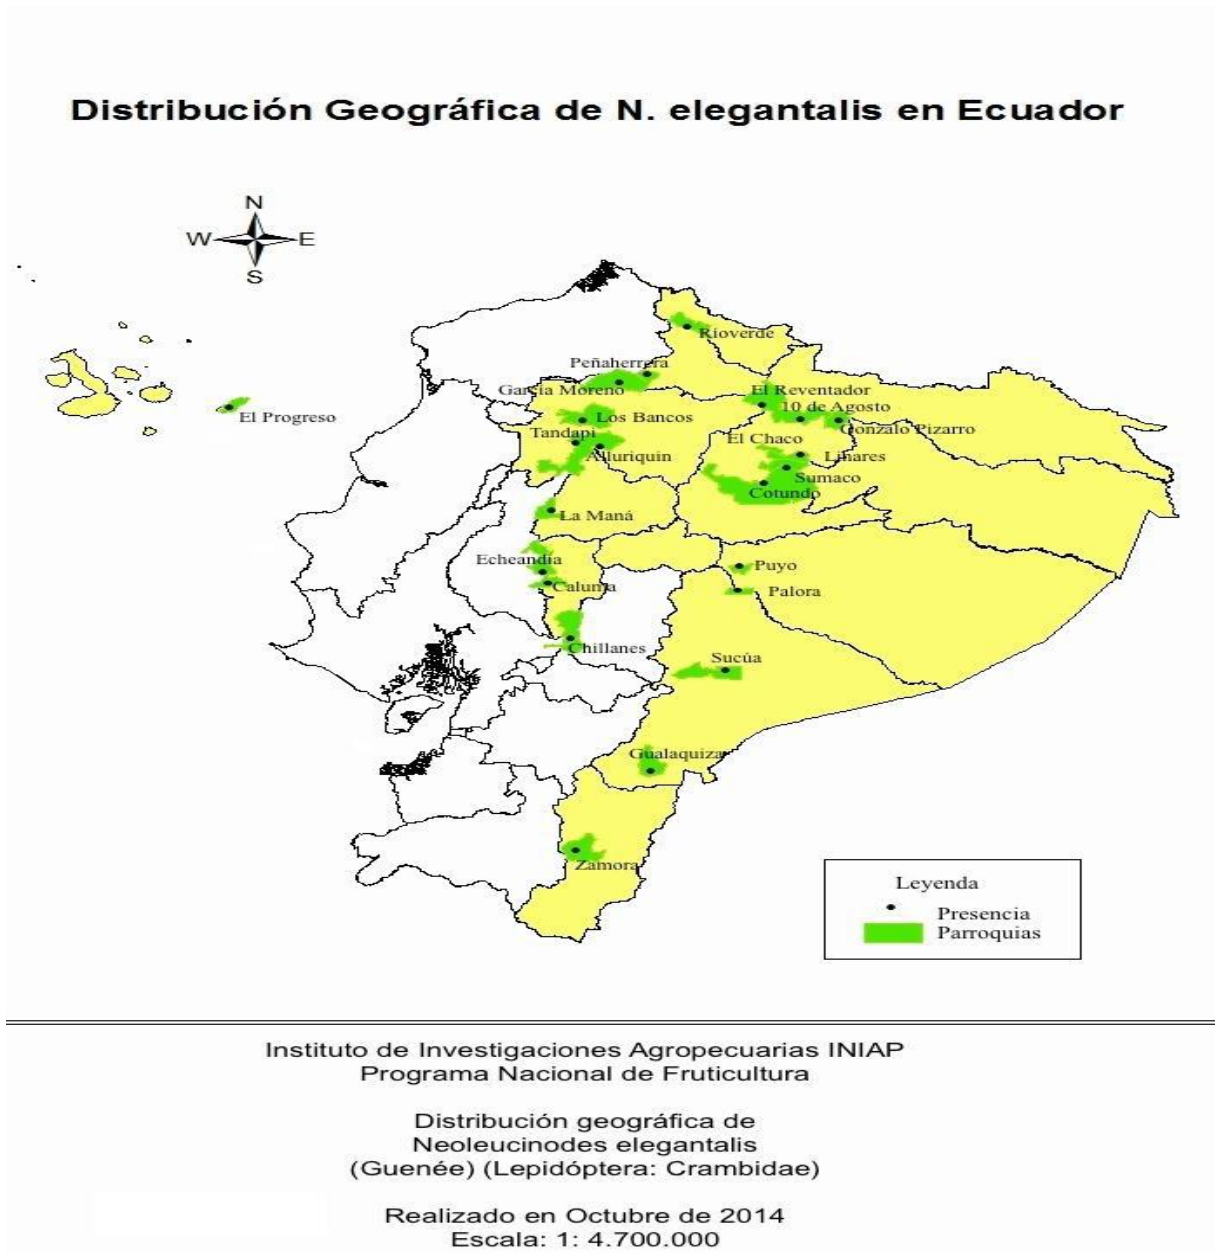 Distribución Geográfica de N. elegantalis en Ecuador
N
W
E
S
Rioverde
Peñaherrera
García Moreno
El Reventador
El Progreso
Los Bancos
10 de Agosto
Gonzalo Pizarro
Tandapi
Alluriquin
El Chaco
Linares
Sumaco
Cotundo
La Maná
Echeandía
Caluma
Puyo
Palora
Chillanes
Sucúa
Gualaquiza
Zamora
Leyenda
Presencia
Parroquias
Instituto de Investigaciones Agropecuarias INIAP
Programa Nacional de Fruticultura
Distribución geográfica de
Neoleucinodes elegantalis
(Guenée) (Lepidóptera: Crambidae)
Realizado en Octubre de 2014
Escala: 1: 4.700.000